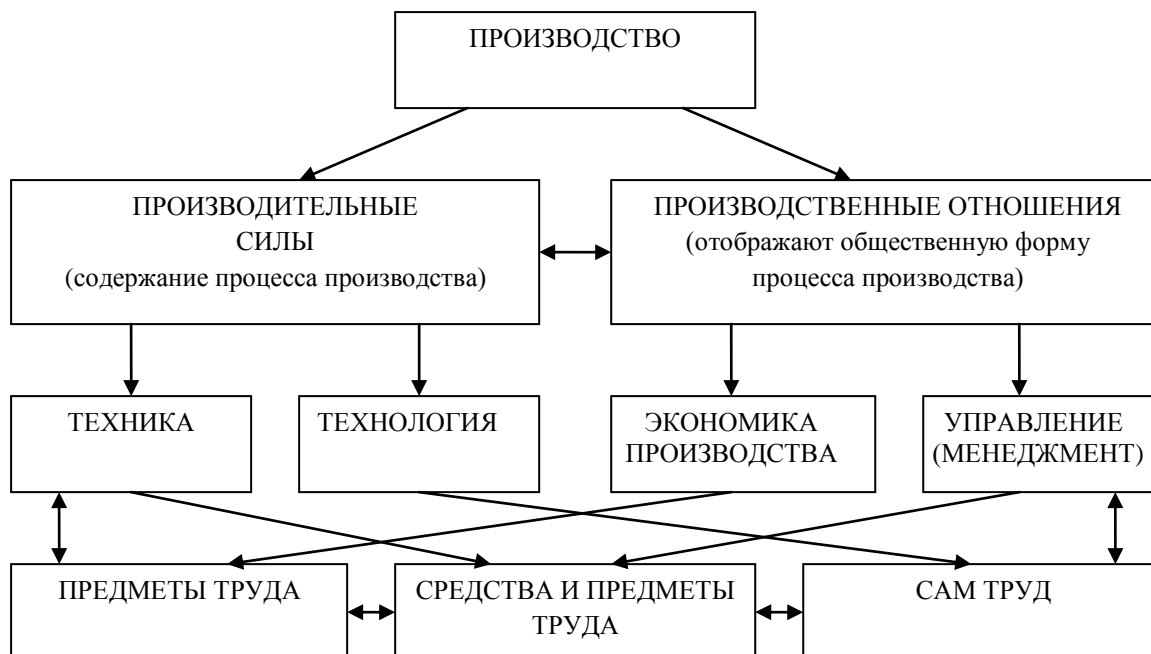 ПРОИЗВОДСТВО
ПРОИЗВОДИТЕЛЬНЫЕ
СИЛЫ
(содержание процесса производства)
ПРОИЗВОДСТВЕННЫЕ ОТНОШЕНИЯ
(отображают общественную форму
процесса производства)
ТЕХНИКА
ТЕХНОЛОГИЯ
ЭКОНОМИКА
ПРОИЗВОДСТВА
УПРАВЛЕНИЕ
(МЕНЕДЖМЕНТ)
ПРЕДМЕТЫ ТРУДА
СРЕДСТВА И ПРЕДМЕТЫ
ТРУДА
САМ ТРУД